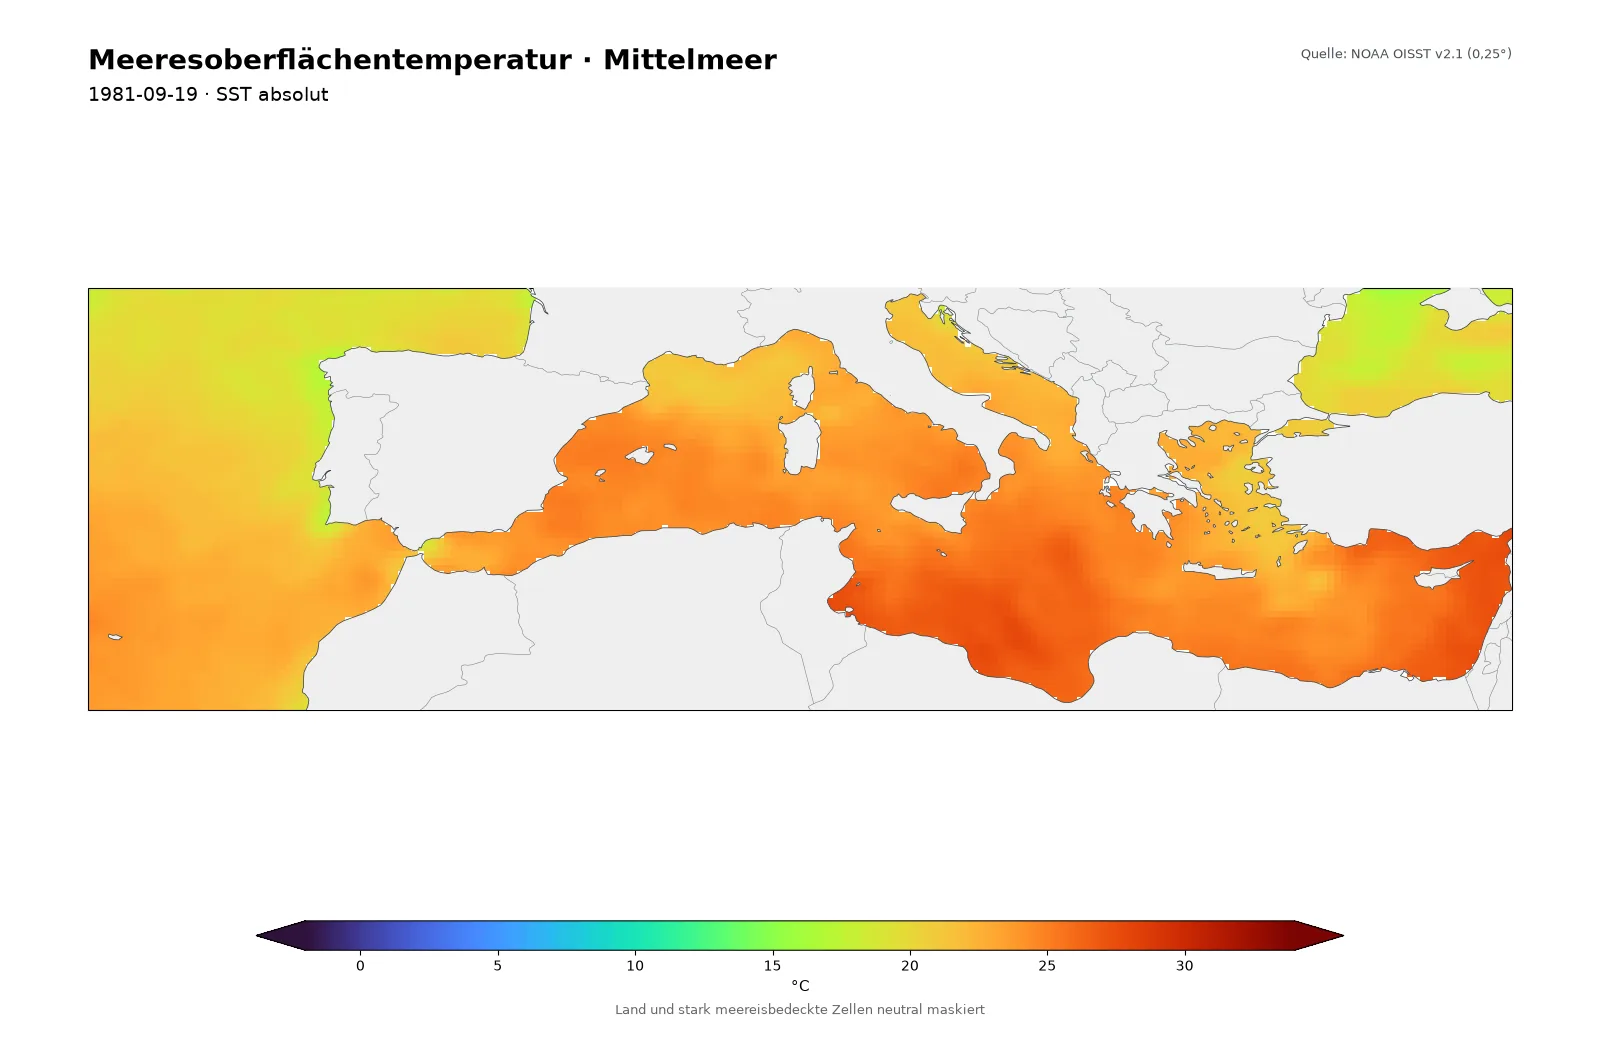 Meeresoberflächentemperatur · Mittelmeer
Quelle: NOAA OISST v2.1 (0,25°)
1981-09-19 · SST absolut
0 5 10 15 20 25 30
°C
Land und stark meereisbedeckte Zellen neutral maskiert